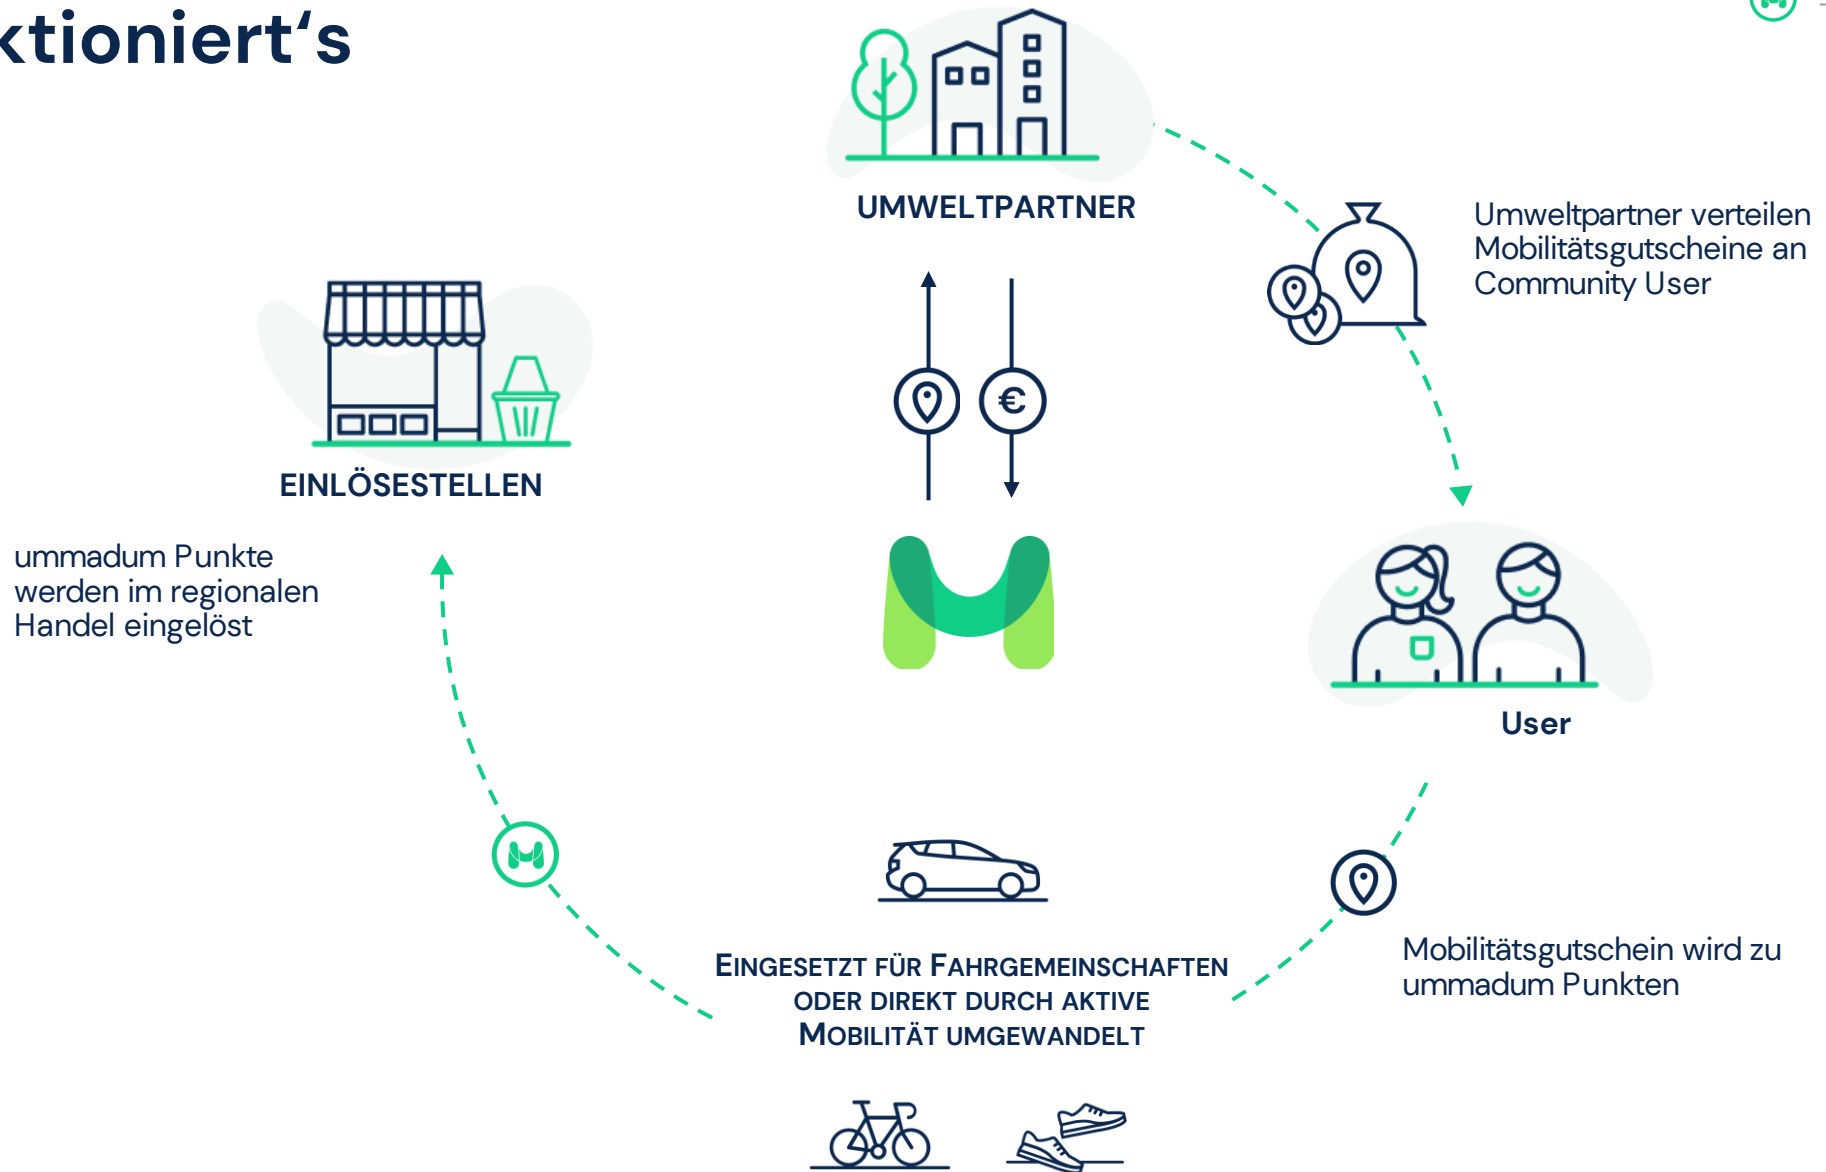 ktioniert‘s
UMWELTPARTNER
Umweltpartner verteilen
Mobilitätsgutscheine an
Community User
€
EINLÖSESTELLEN
ummadum Punkte
werden im regionalen
Handel eingelöst
User
EINGESETZT FÜR FAHRGEMEINSCHAFTEN
ODER DIREKT DURCH AKTIVE
MOBILITÄT UMGEWANDELT
Mobilitätsgutschein wird zu
ummadum Punkten